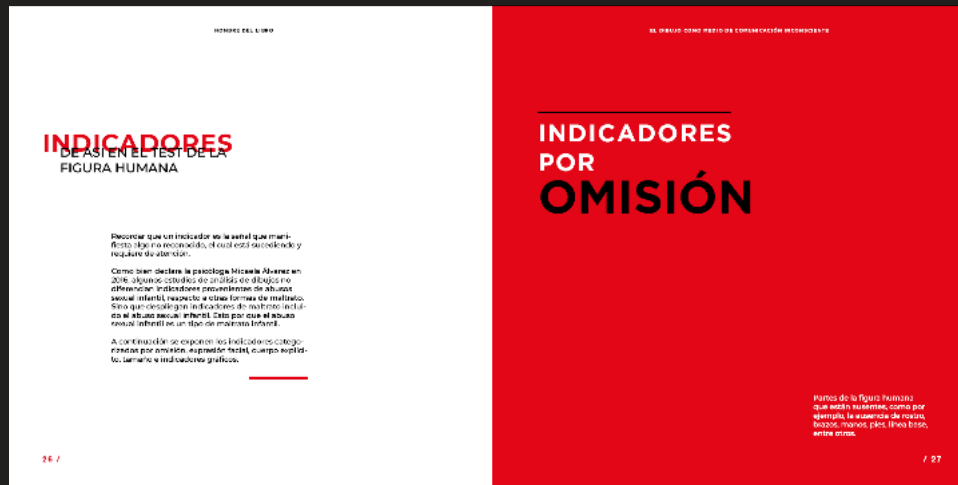 NOMBRE DEL LIBRO
INDICADORES
DE ASI EN EL TEST DE LA
FIGURA HUMANA
Recordar que un indicador es la señal que mani-
fiesta algo no reconocido, el cual está sucediendo y
requiere de atención.
Como bien declara la psicóloga Micaela Álvarez en
2016, algunos estudios de análisis de dibujos no
diferencian indicadores provenientes de abusos
sexual infantil, respecto a otras formas de maltrato.
Sino que despliegan indicadores de maltrato inclui-
do el abuso sexual infantil. Esto por que el abuso
sexual infantil es un tipo de maltrato infantil.
A continuación se exponen los indicadores catego-
rizados por omisión, expresión facial, cuerpo explíci-
to, tamaño e indicadores gráficos.
26 /
EL DIBUJO COMO MEDIO DE COMUNICACIÓN INCONSCIENTE
INDICADORES
POR
OMISIÓN
Partes de la figura humana
que están ausentes, como por
ejemplo, la ausencia de rostro,
brazos, manos, pies, línea base,
entre otros.
/ 27